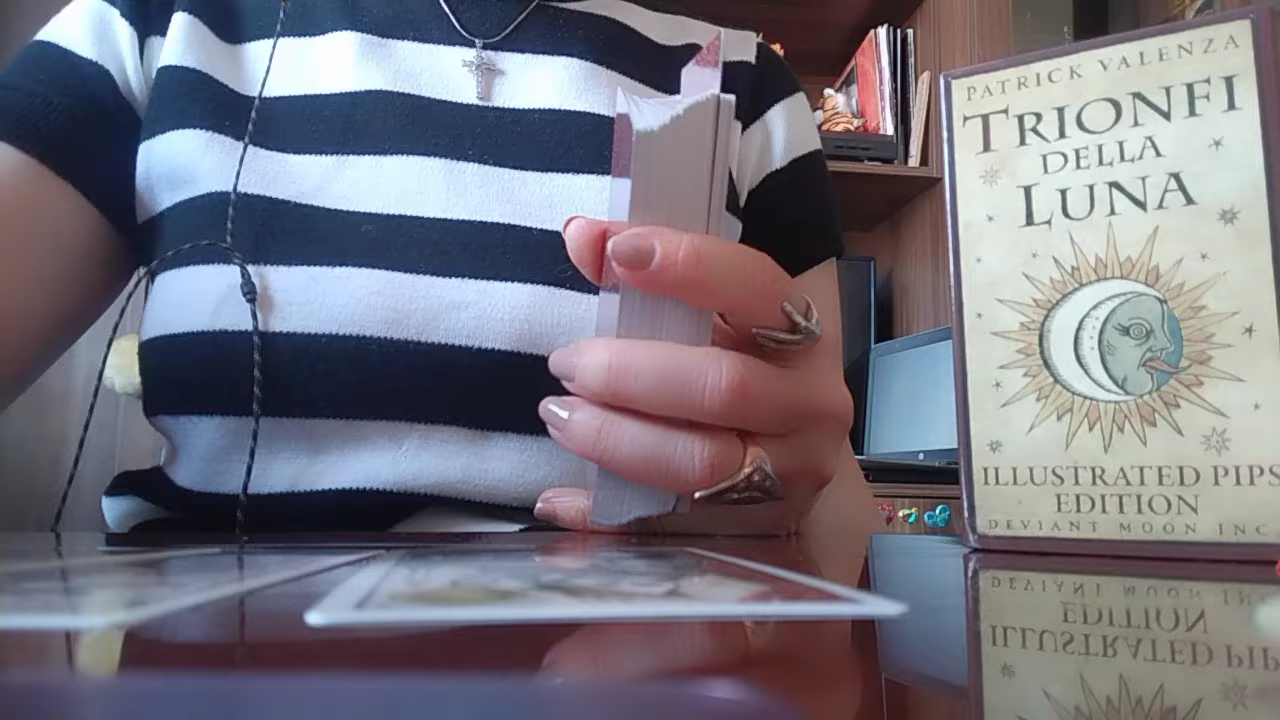 PATRICK VALENZA
TRIONFI
DELLA
LUNA
ILLUSTRATED PIPS
EDITION
DEVIANT MOON INC